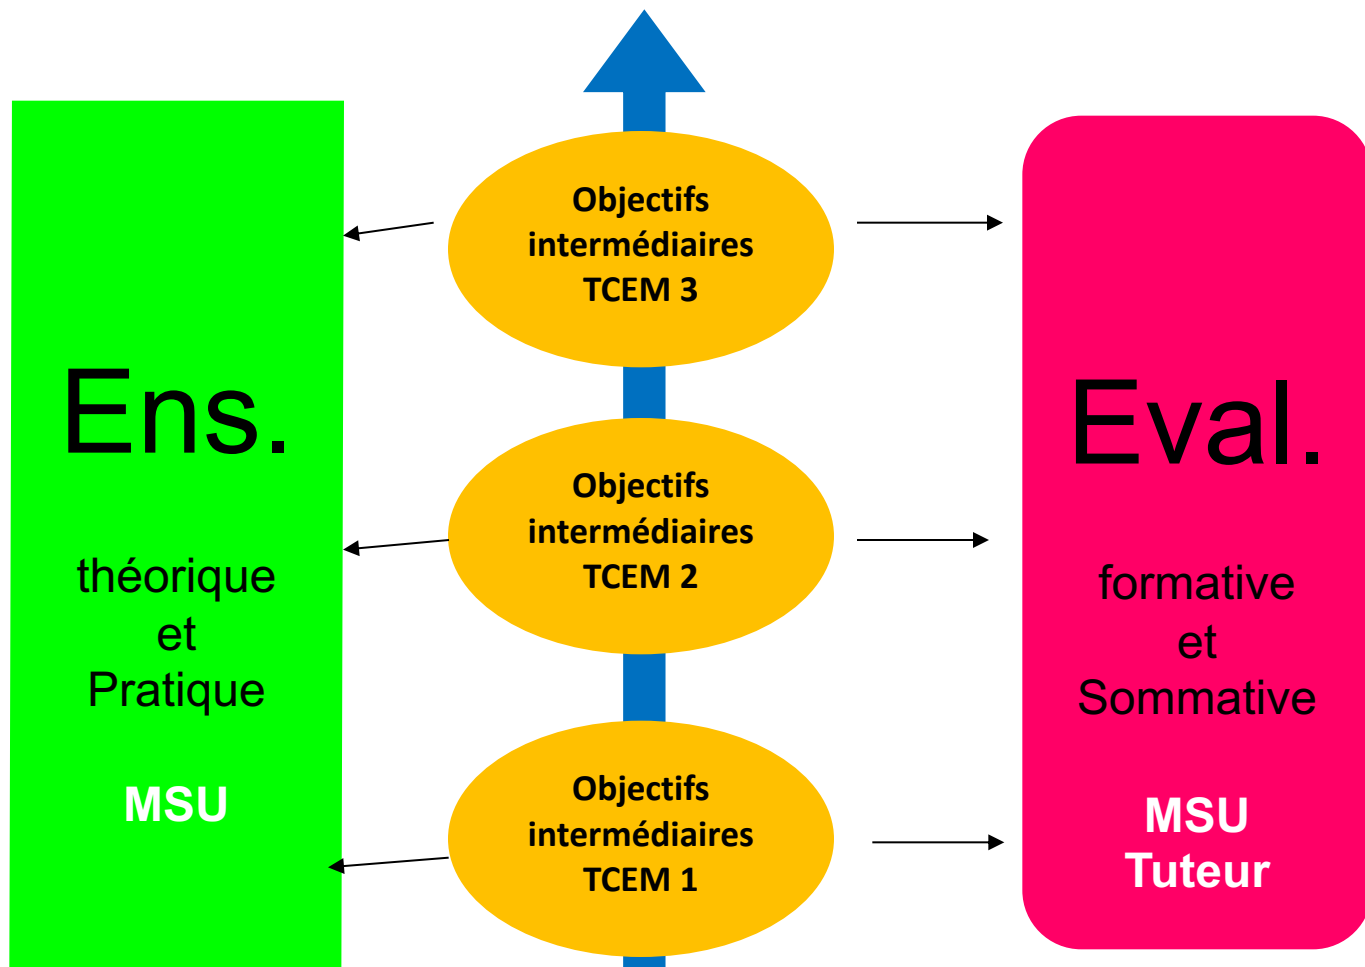 Ens.
théorique
et
Pratique
MSU
Objectifs
intermédiaires
TCEM 3
Objectifs
intermédiaires
TCEM 2
Objectifs
intermédiaires
TCEM 1
Eval.
formative
et
Sommative
MSU
Tuteur